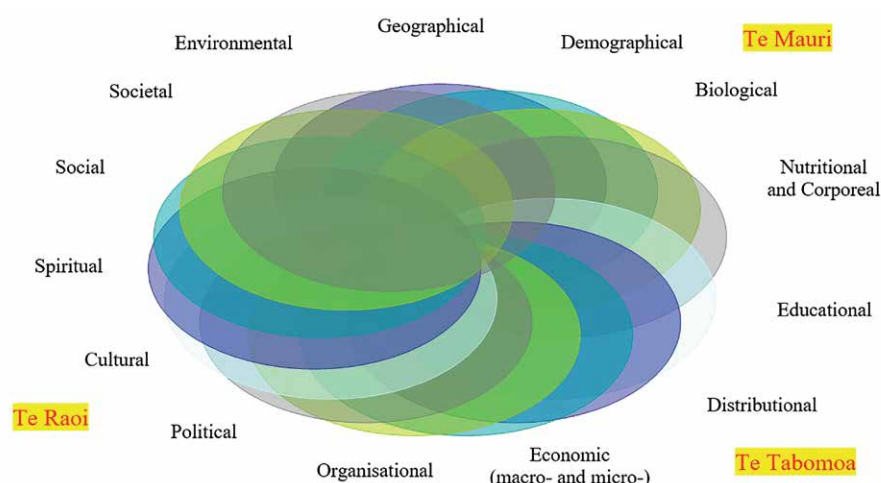 Geographical
Environmental
Demographical
Te Mauri
Societal
Biological
Social
Nutritional
and Corporeal
Spiritual
Educational
Cultural
Distributional
Te Raoi
Political
Economic
(macro- and micro-)
Te Tabomoa
Organisational